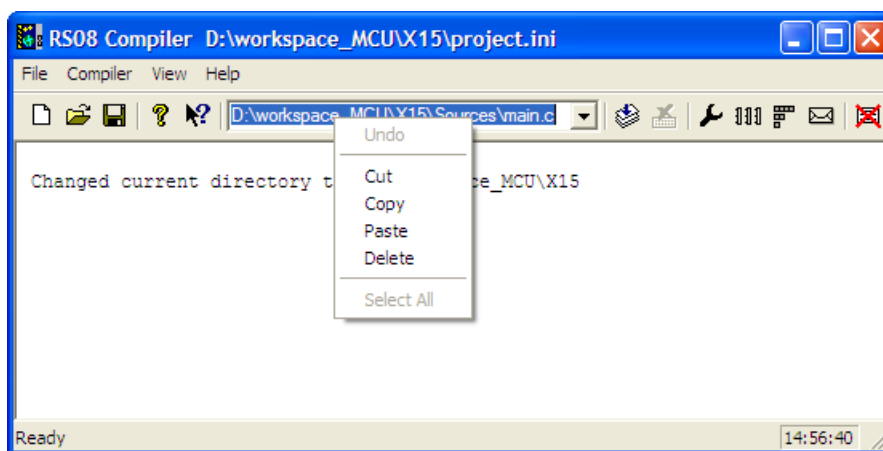 RS08 Compiler D:\workspace_MCU\X15\project.ini
File Compiler View Help
D:\workspace_MCU\X15\Sources\main.c
Undo
Changed current directory t
ce_MCU\X15
Cut
Copy
Paste
Delete
Select All
Ready
14:56:40